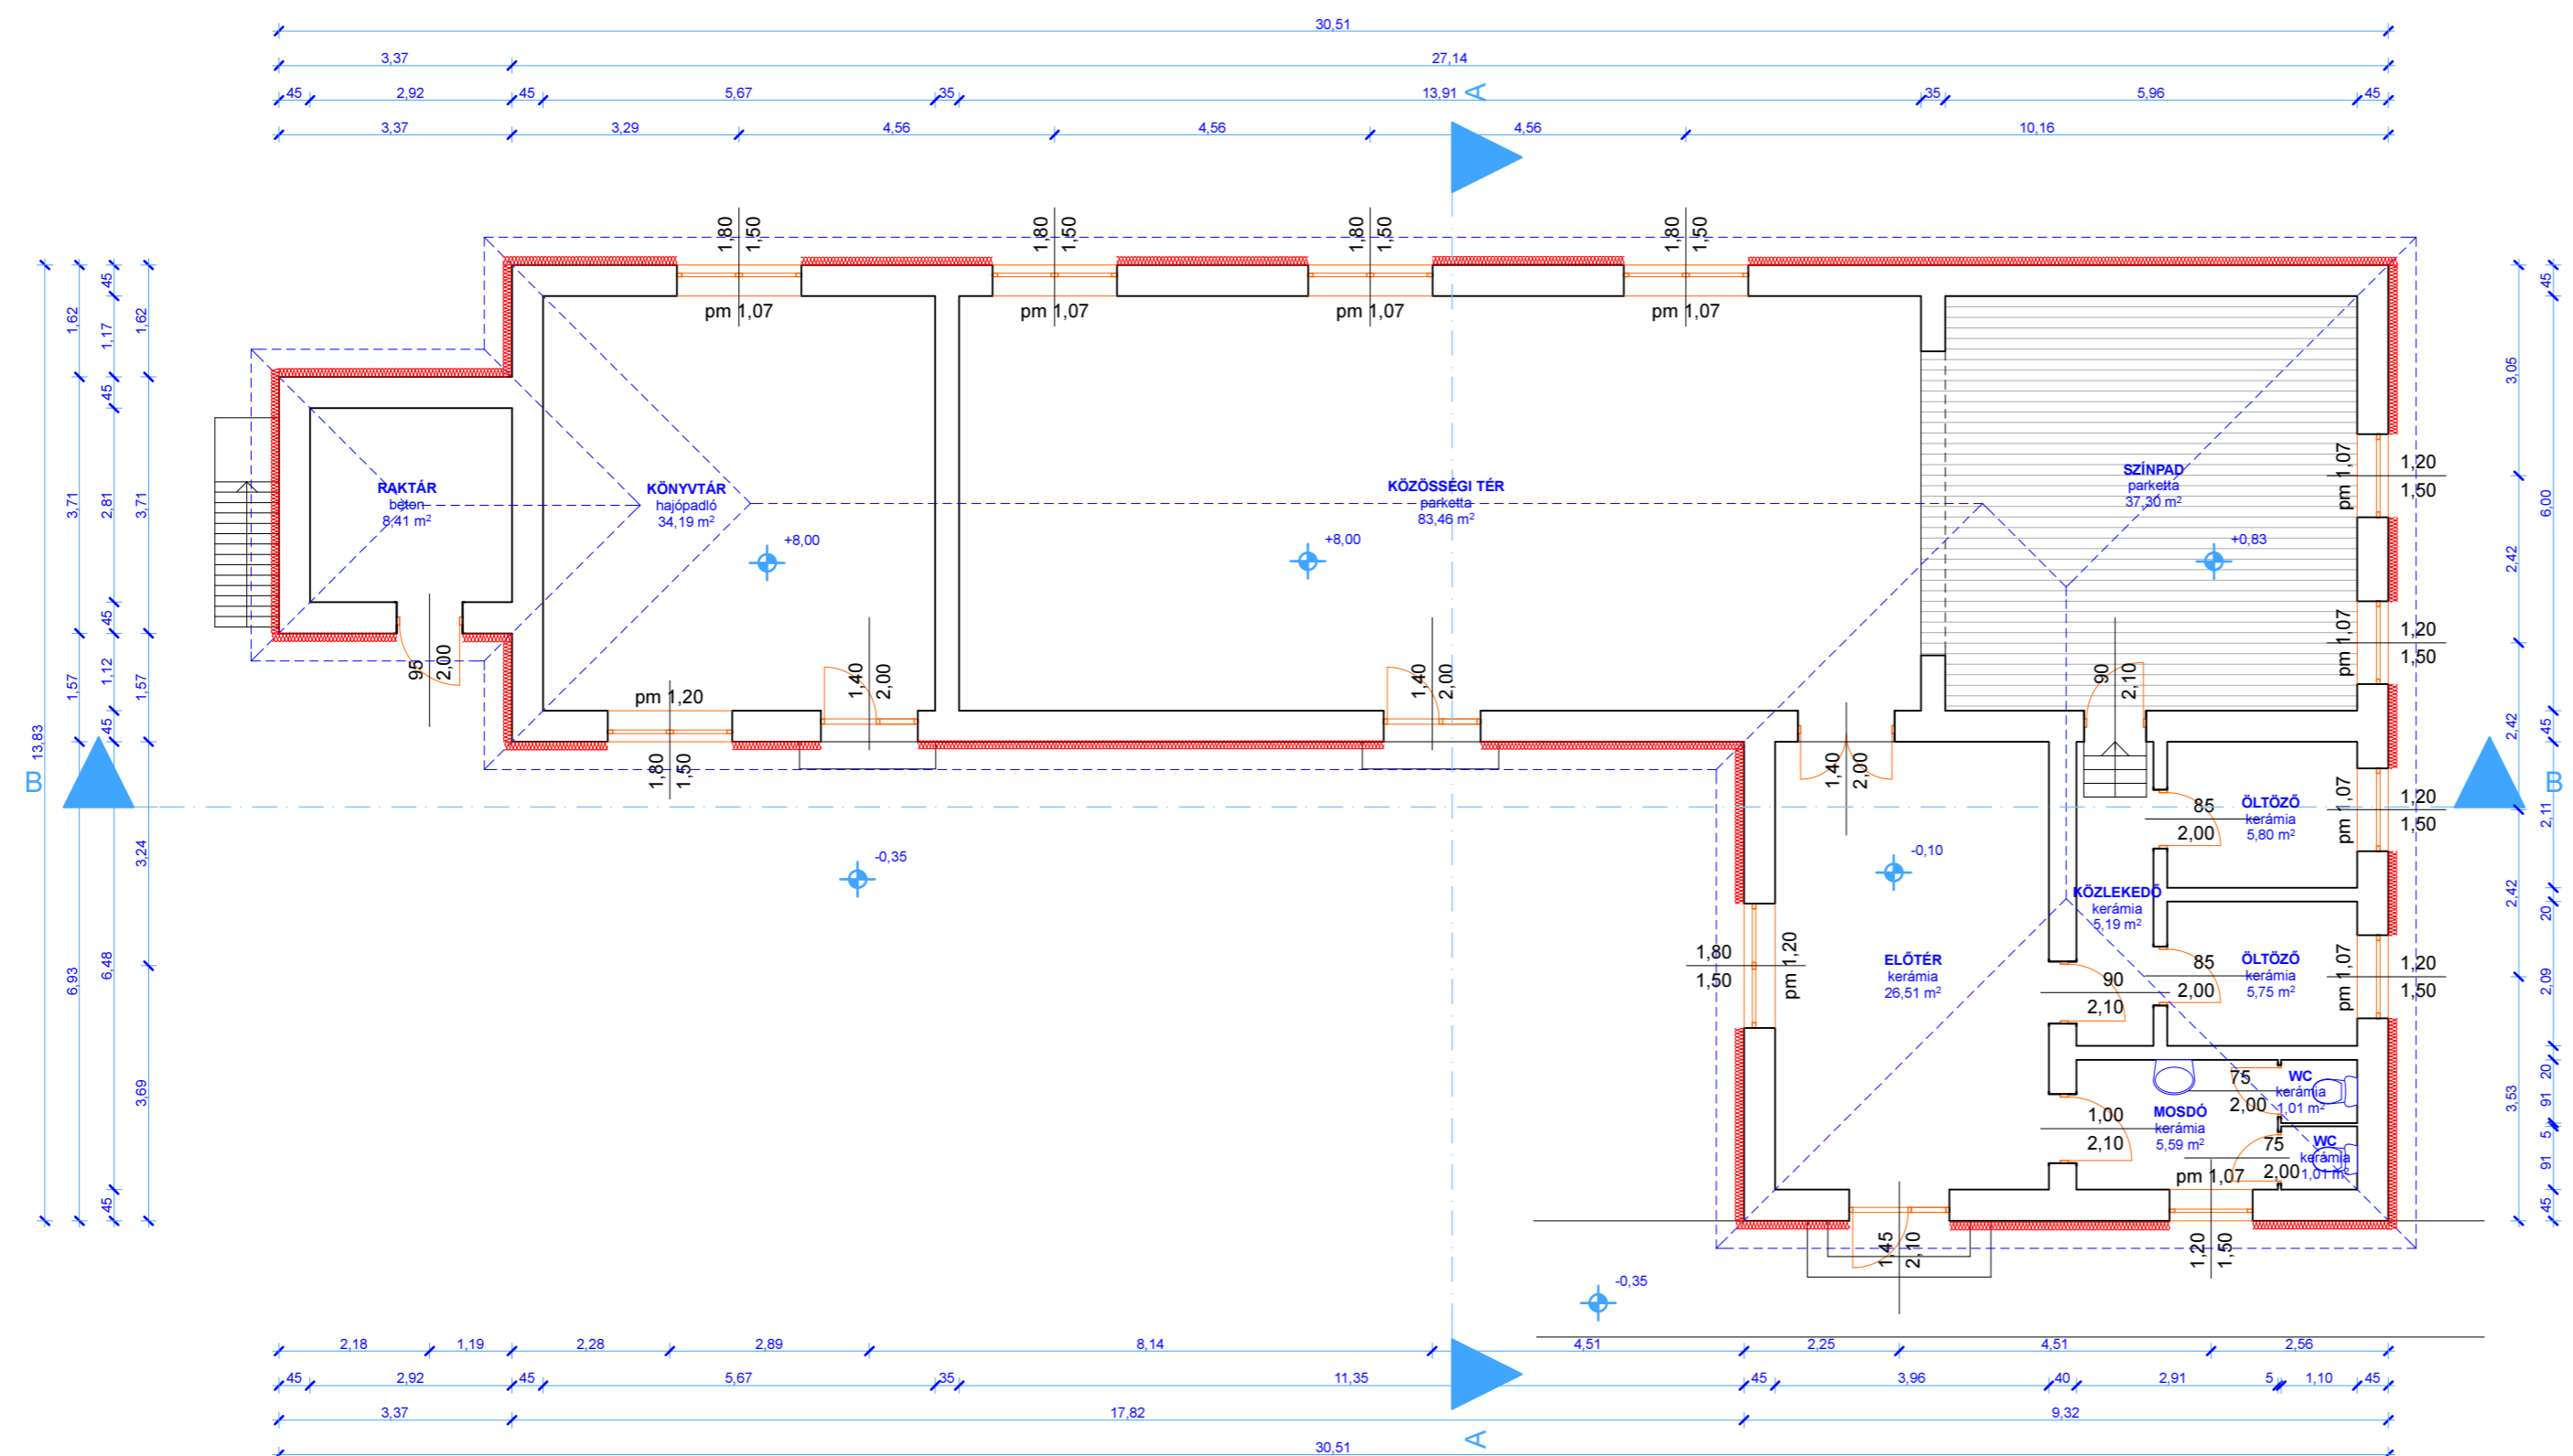 30,51
3,37 27,14
45 2,92 45 5,67 35 13,91 35 5,96 45
A
3,37 3,29 4,56 4,56 4,56 10,16
1,80 1,50 1,80 1,50 1,80 1,50 1,80 1,50
pm 1,07 pm 1,07 pm 1,07 pm 1,07
13,83
1,62 3,71 1,57 6,93
45 1,17 45 2,81 45 1,12 45 6,48 45
1,62 3,71 1,57 3,24 3,69
RAKTÁR
beton
8,41 m²
95 2,00
KÖNYVTÁR
hajópadló
34,19 m²
+8,00
pm 1,20
1,80 1,50
1,40 2,00
KÖZÖSSÉGI TÉR
parketta
83,46 m²
+8,00
1,40 2,00
1,40 2,00
SZÍNPAD
parketta
37,30 m²
+0,83
90 2,10
pm 1,07
1,20
1,50
pm 1,07
1,20
1,50
B
B
-0,35
-0,10
ELŐTÉR
kerámia
26,51 m²
1,80
1,50
pm 1,20
KÖZLEKEDŐ
kerámia
5,19 m²
90
2,10
85
2,00
ÖLTÖZŐ
kerámia
5,80 m²
pm 1,07
1,20
1,50
85
2,00
ÖLTÖZŐ
kerámia
5,75 m²
pm 1,07
1,20
1,50
1,00
2,10
MOSDÓ
kerámia
5,59 m²
75
2,00
WC
kerámia
1,01 m²
75
2,00
WC
kerámia
1,01 m²
pm 1,07
1,20 1,50
1,45 2,10
-0,35
3,05 2,42 2,42 2,42 3,53
45 6,00 45 2,11 20 2,09 20 91 5 91 45
2,18 1,19 2,28 2,89 8,14 4,51 2,25 4,51 2,56
45 2,92 45 5,67 35 11,35 45 3,96 40 2,91 5 1,10 45
3,37 17,82 9,32
A
30,51